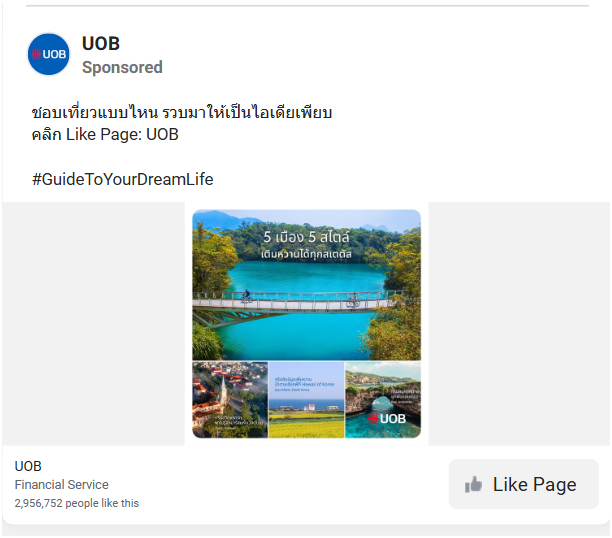 UOB
UOB
Sponsored
ชอบเที่ยวแบบไหน รวบมาให้เป็นไอเดียเพียบ
คลิก Like Page: UOB
#GuideToYourDreamLife
5 เมือง 5 สไตล์
เติมหวานได้ทุกสเตตัส
UOB
UOB
Financial Service
2,956,752 people like this
Like Page